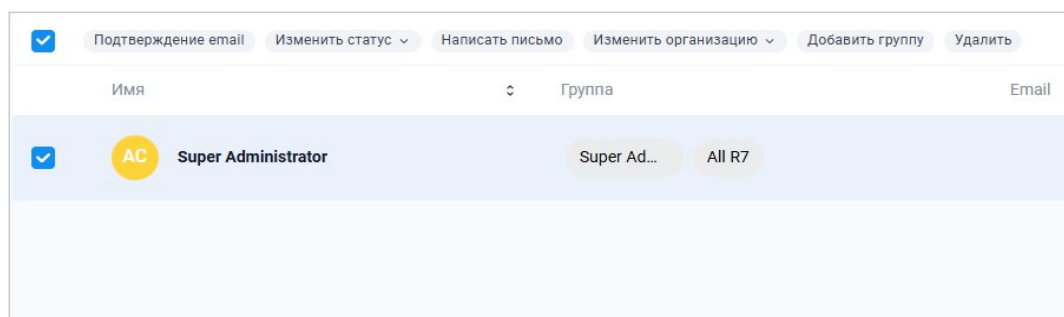 Подтверждение email Изменить статус Написать письмо Изменить организацию Добавить группу Удалить
Имя Группа Email
AC Super Administrator Super Ad... All R7